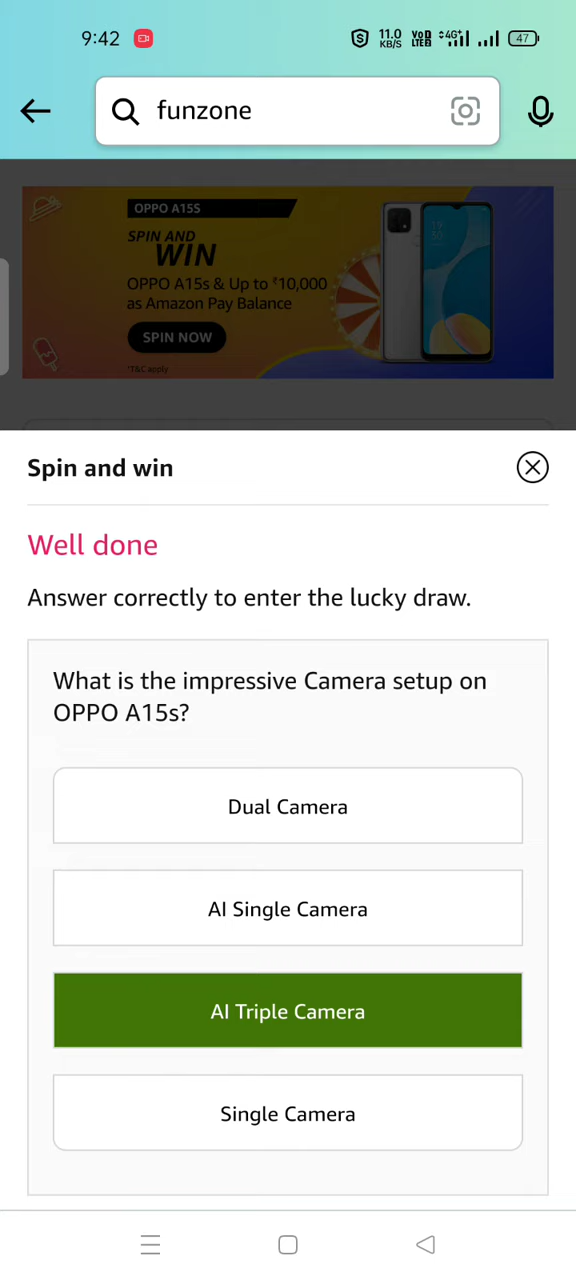 9:42
11.0
KB/S
4G+
47
funzone
OPPO A15S
SPIN AND
WIN
OPPO A15s & Up to ₹10,000
as Amazon Pay Balance
SPIN NOW
*T&C apply
Spin and win
Well done
Answer correctly to enter the lucky draw.
What is the impressive Camera setup on
OPPO A15s?
Dual Camera
AI Single Camera
AI Triple Camera
Single Camera